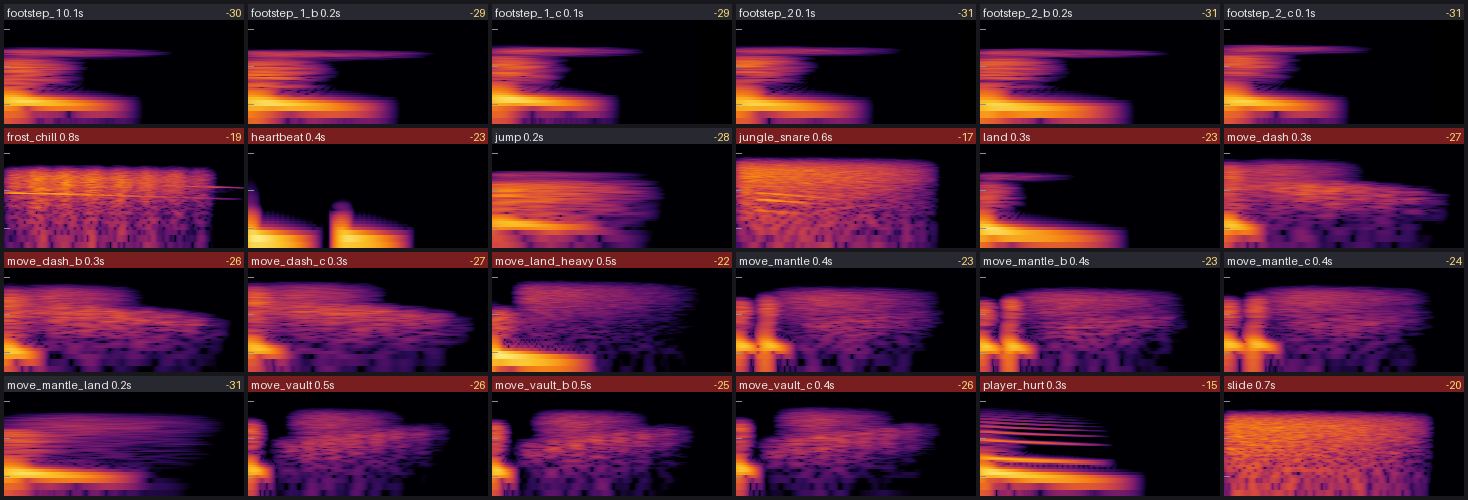 footstep_1 0.1s -30 footstep_1_b 0.2s -29 footstep_1_c 0.1s -29 footstep_2 0.1s -31 footstep_2_b 0.2s -31 footstep_2_c 0.1s -31
frost_chill 0.8s -19 heartbeat 0.4s -23 jump 0.2s -28 jungle_snare 0.6s -17 land 0.3s -23 move_dash 0.3s -27
move_dash_b 0.3s -26 move_dash_c 0.3s -27 move_land_heavy 0.5s -22 move_mantle 0.4s -23 move_mantle_b 0.4s -23 move_mantle_c 0.4s -24
move_mantle_land 0.2s -31 move_vault 0.5s -26 move_vault_b 0.5s -25 move_vault_c 0.4s -26 player_hurt 0.3s -15 slide 0.7s -20